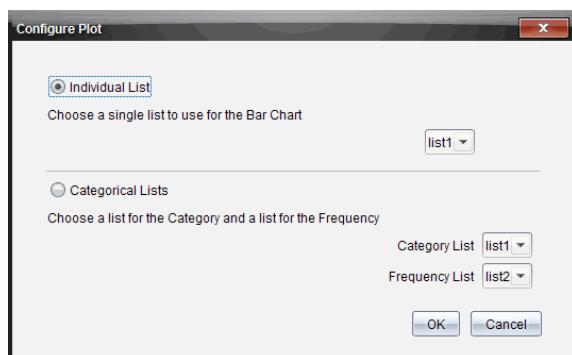 Configure Plot
x
Individual List
Choose a single list to use for the Bar Chart
list1
Categorical Lists
Choose a list for the Category and a list for the Frequency
Category List list1
Frequency List list2
OK Cancel